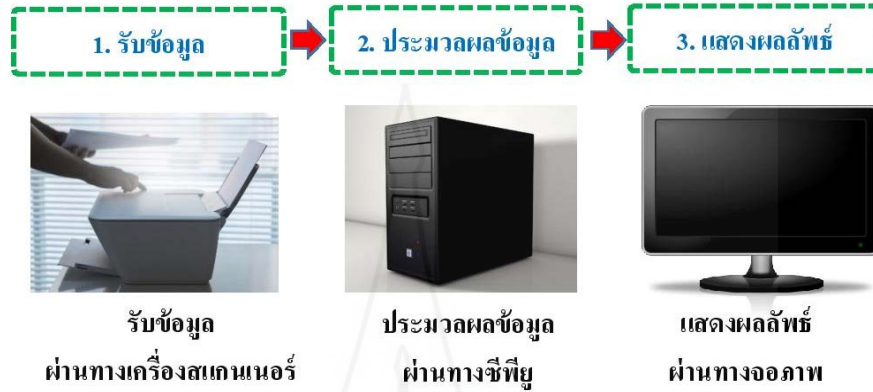 1. รับข้อมูล
2. ประมวลผลข้อมูล
3. แสดงผลลัพธ์
รับข้อมูล
ผ่านทางเครื่องสแกนเนอร์
ประมวลผลข้อมูล
ผ่านทางซีพียู
แสดงผลลัพธ์
ผ่านทางจอภาพ